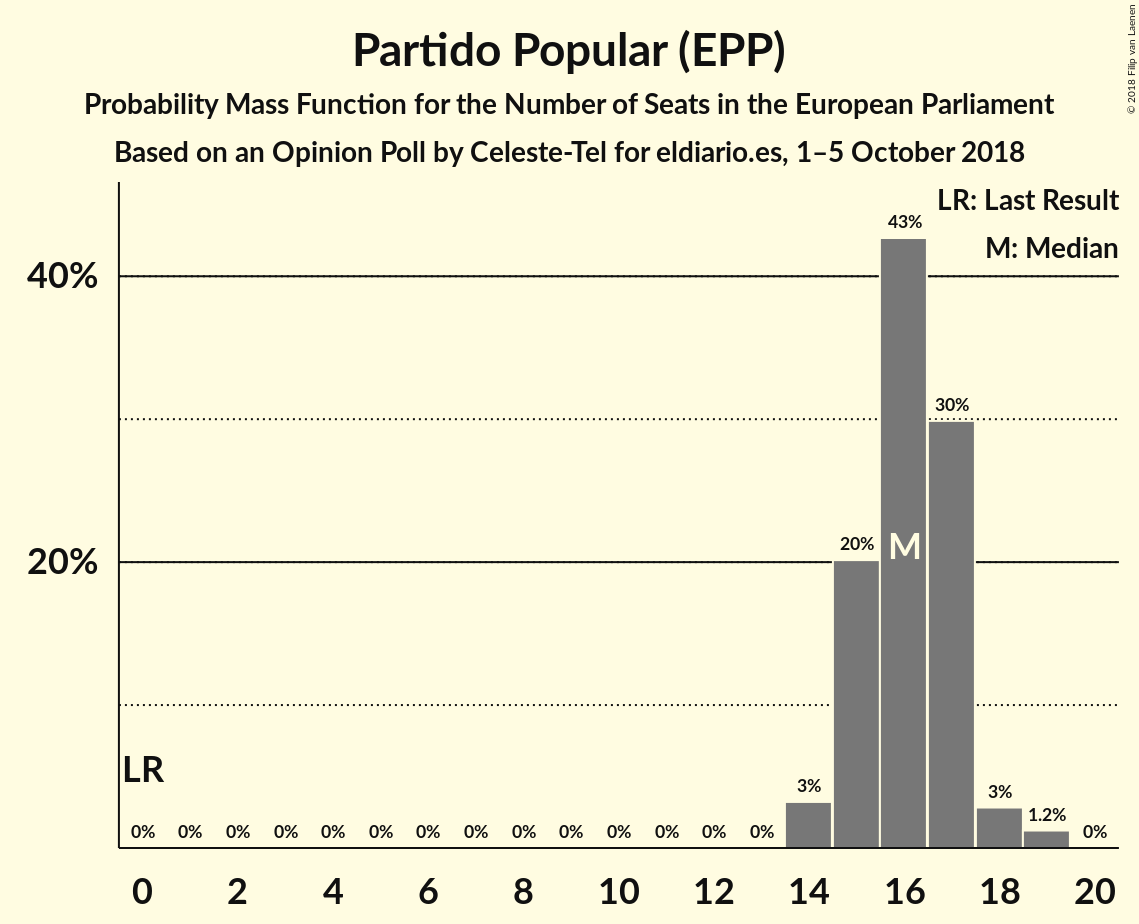 Partido Popular (EPP)
Probability Mass Function for the Number of Seats in the European Parliament
Based on an Opinion Poll by Celeste-Tel for eldiario.es, 1–5 October 2018
© 2018 Filip van Laenen
LR: Last Result
M: Median
40%
20%
LR
0% 0% 0% 0% 0% 0% 0% 0% 0% 0% 0% 0% 0% 0% 3% 20% 43% 30% 3% 1.2% 0%
M
0 2 4 6 8 10 12 14 16 18 20